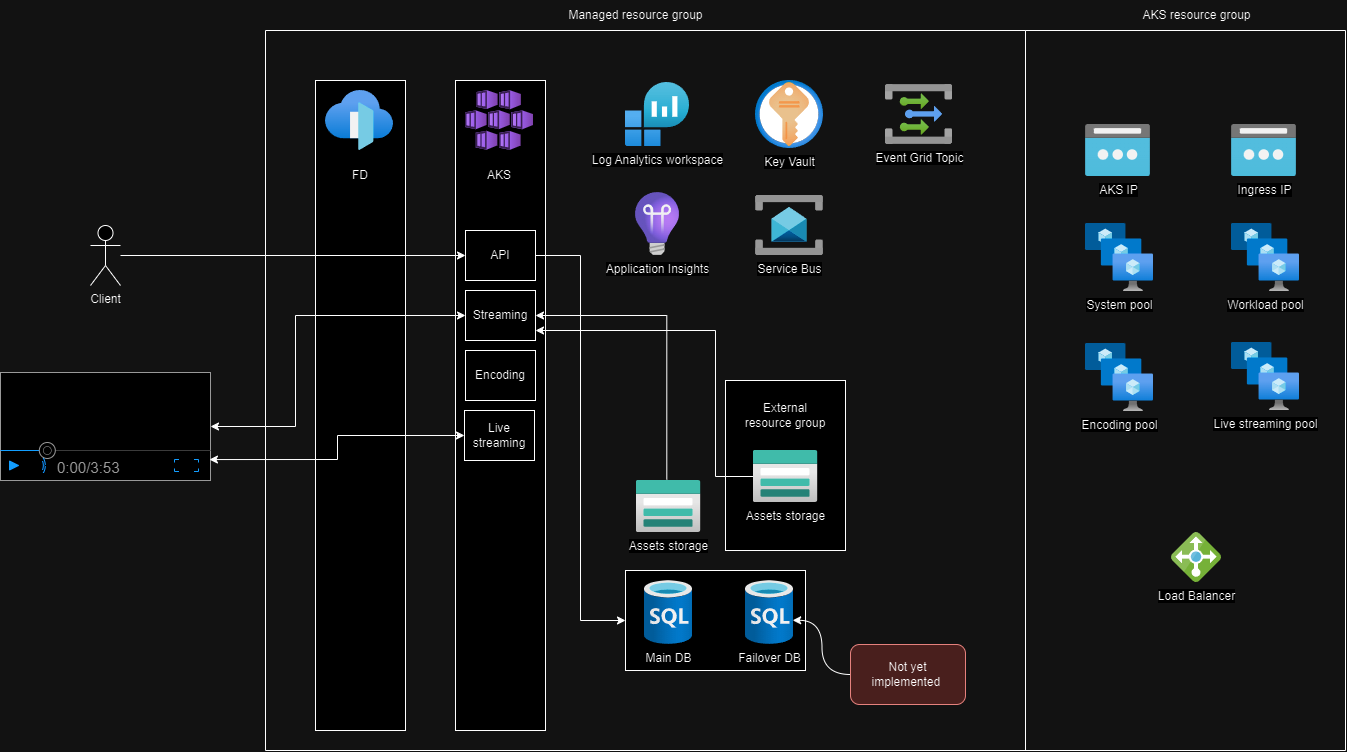 Managed resource group
AKS resource group
FD
AKS
Log Analytics workspace
Key Vault
Event Grid Topic
AKS IP
Ingress IP
Application Insights
Service Bus
Client
API
Streaming
Encoding
Live
streaming
System pool
Workload pool
Encoding pool
Live streaming pool
0:00/3:53
External
resource group
Assets storage
Assets storage
SQL
SQL
Main DB
Failover DB
Not yet
implemented
Load Balancer